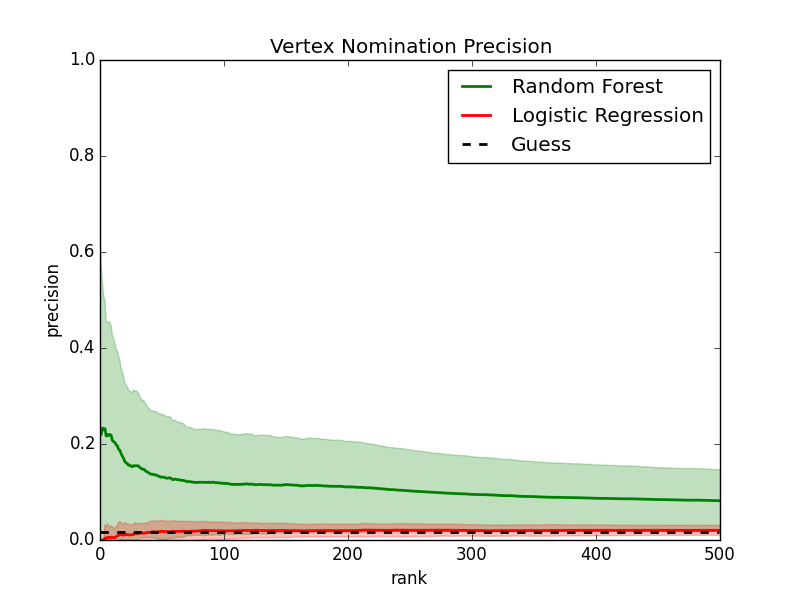 Vertex Nomination Precision
1.0
0.8
0.6
0.4
0.2
0.0
precision
Random Forest
Logistic Regression
Guess
0 100 200 300 400 500
rank